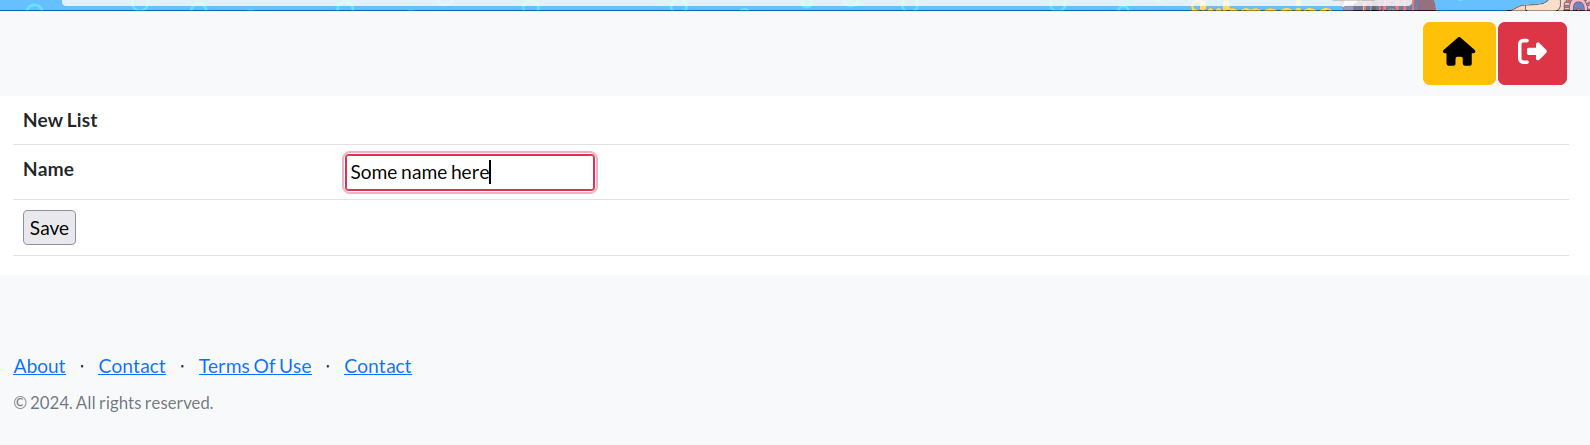 New List
Name Some name here
Save
About · Contact · Terms Of Use · Contact
© 2024. All rights reserved.